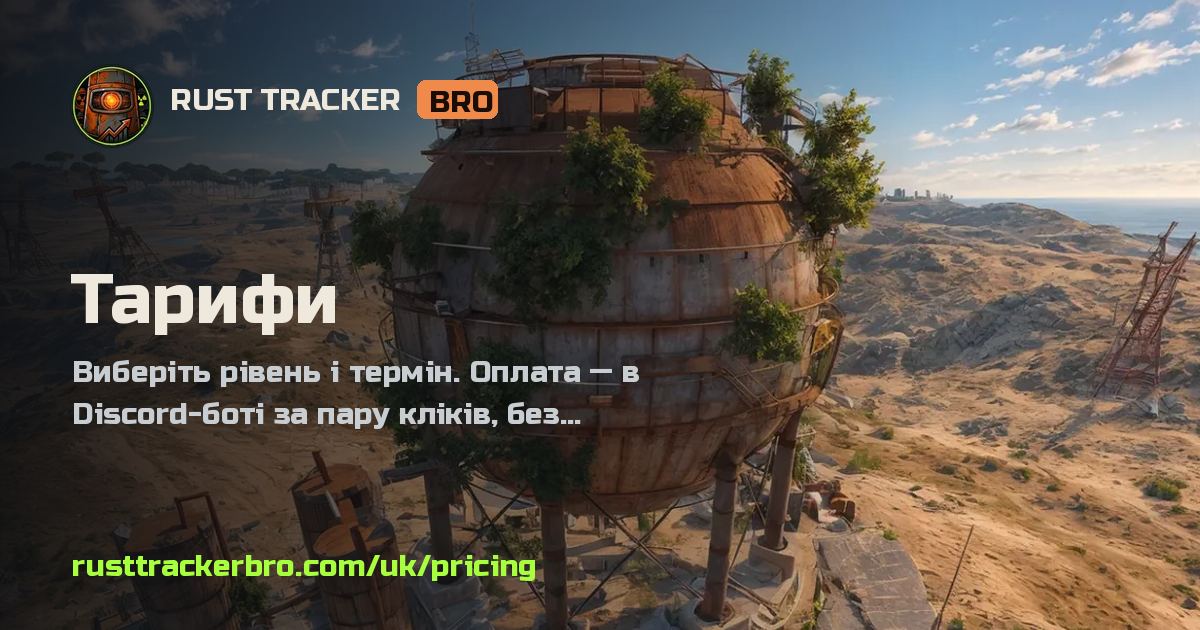 RUST TRACKER BRO
Тарифи
Виберіть рівень і термін. Оплата — в
Discord-боті за пару кліків, без...
rusttrackerbro.com/uk/pricing